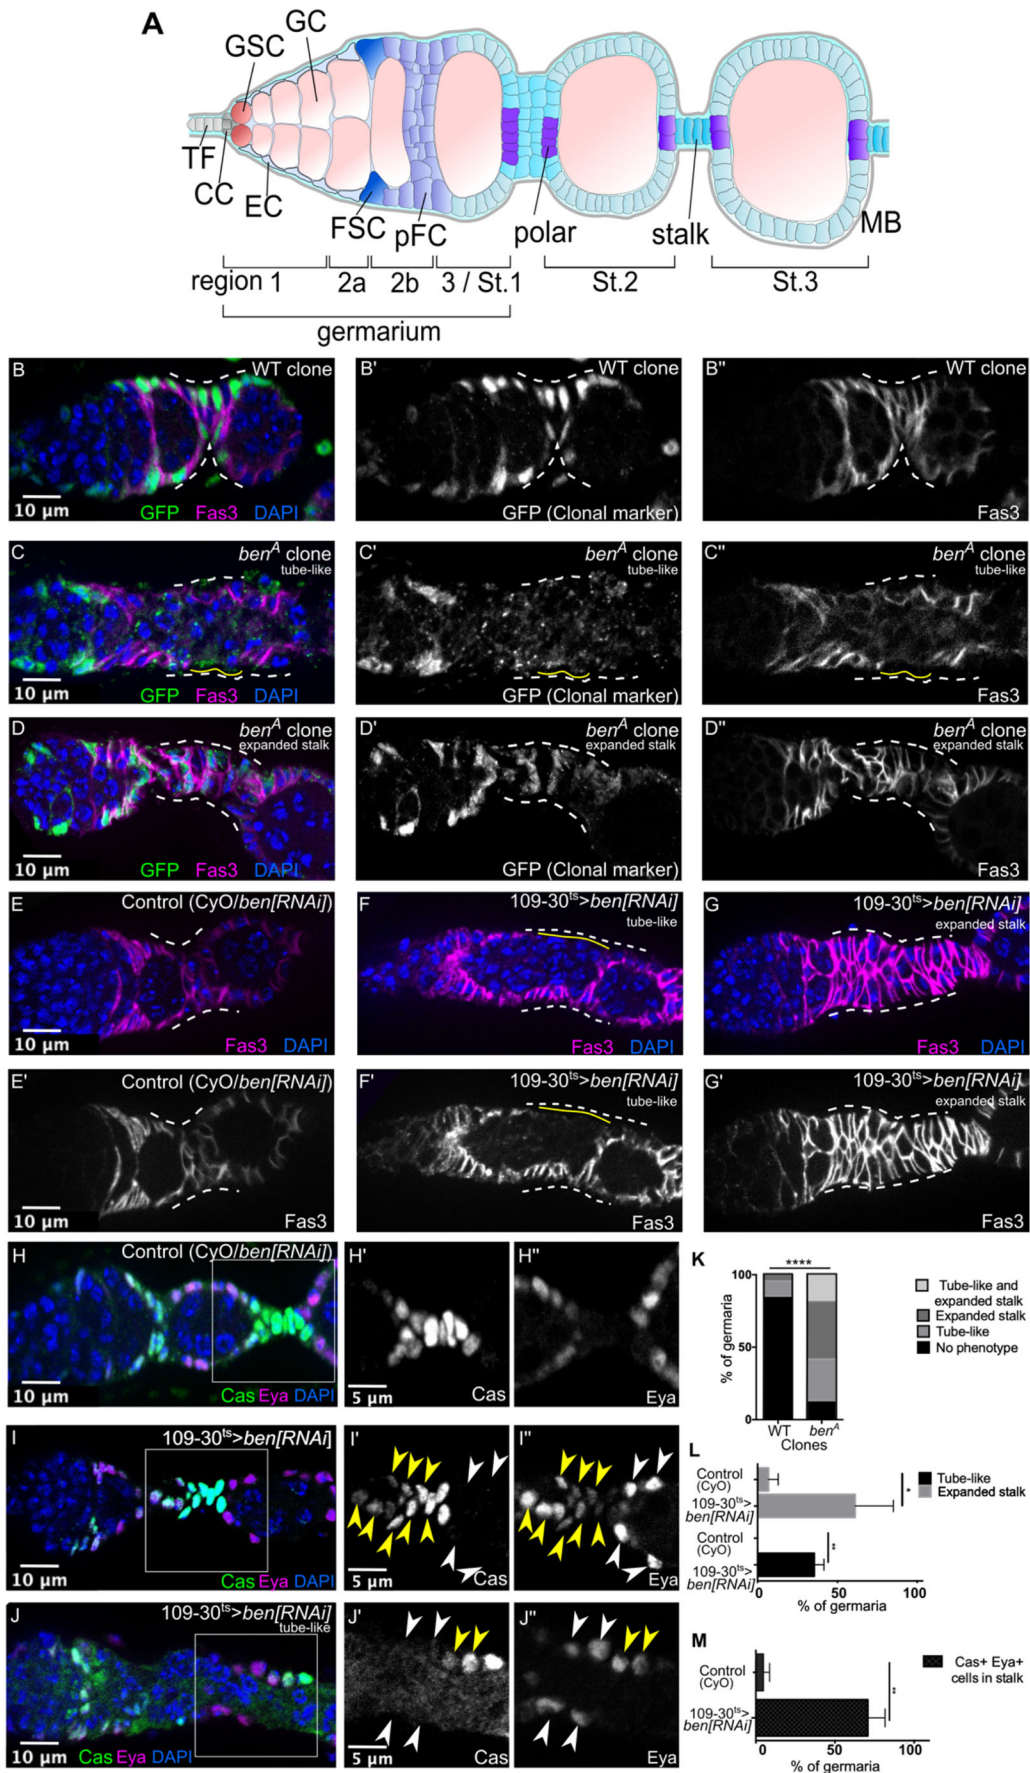 A
GC
GSC
TF
CC
EC
FSC
pFC
polar
stalk
MB
region 1
2a
2b
3 / St.1
St.2
St.3
germarium
B
WT clone
10 µm
GFP Fas3 DAPI
B'
WT clone
GFP (Clonal marker)
B"
WT clone
Fas3
C
benA clone
tube-like
10 µm
GFP Fas3 DAPI
C'
benA clone
tube-like
GFP (Clonal marker)
C"
benA clone
tube-like
Fas3
D
benA clone
expanded stalk
10 µm
GFP Fas3 DAPI
D'
benA clone
expanded stalk
GFP (Clonal marker)
D"
benA clone
expanded stalk
Fas3
E
Control (CyO/ben[RNAi])
10 µm
Fas3 DAPI
F
109-30ts>ben[RNAi]
tube-like
Fas3 DAPI
G
109-30ts>ben[RNAi]
expanded stalk
Fas3 DAPI
E'
Control (CyO/ben[RNAi])
10 µm
Fas3
F'
109-30ts>ben[RNAi]
tube-like
Fas3
G'
109-30ts>ben[RNAi]
expanded stalk
Fas3
H
Control (CyO/ben[RNAi])
10 µm
Cas Eya DAPI
H'
5 µm
Cas
H"
Eya
I
109-30ts>ben[RNAi]
10 µm
Cas Eya DAPI
I'
5 µm
Cas
I"
Eya
J
109-30ts>ben[RNAi]
tube-like
10 µm
Cas Eya DAPI
J'
5 µm
Cas
J"
Eya
K
****
100
50
0
% of germaria
WT
benA
Clones
Tube-like and
expanded stalk
Expanded stalk
Tube-like
No phenotype
L
Control
(CyO)
109-30ts>
ben[RNAi]
*
Control
(CyO)
109-30ts>
ben[RNAi]
**
0
50
100
% of germaria
Tube-like
Expanded stalk
M
Control
(CyO)
109-30ts>
ben[RNAi]
**
0
50
100
% of germaria
Cas+ Eya+
cells in stalk